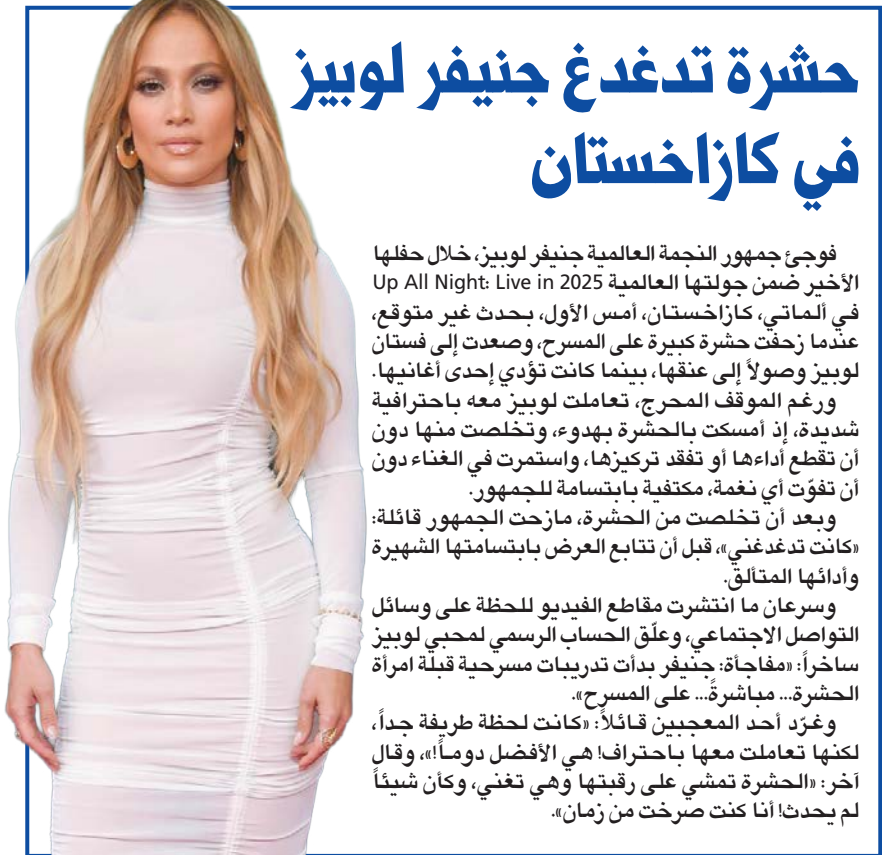 حشرة تدغدغ جنيفر لوبيز
في كازاخستان
فوجئ جمهور النجمة العالمية جنيفر لوبيز، خلال حفلها
الأخير ضمن جولتها العالمية Up All Night: Live in 2025
في ألماتي، كازاخستان، أمس الأول، بحدث غير متوقع،
عندما زحفت حشرة كبيرة على المسرح، وصعدت إلى فستان
لوبيز وصولاً إلى عنقها، بينما كانت تؤدي إحدى أغانيها.
ورغم الموقف المحرج، تعاملت لوبيز معه باحترافية
شديدة، إذ أمسكت بالحشرة بهدوء، وتخلصت منها دون
أن تقطع أداءها أو تفقد تركيزها، واستمرت في الغناء دون
أن تفوّت أي نغمة، مكتفية بابتسامة للجمهور.
وبعد أن تخلصت من الحشرة، مازحت الجمهور قائلة:
«كانت تدغدغني»، قبل أن تتابع العرض بابتسامتها الشهيرة
وأدائها المتألق.
وسرعان ما انتشرت مقاطع الفيديو للحظة على وسائل
التواصل الاجتماعي، وعلّق الحساب الرسمي لمحبي لوبيز
ساخراً: «مفاجأة: جنيفر بدأت تدريبات مسرحية قبلة امرأة
الحشرة... مباشرةً... على المسرح».
وغرّد أحد المعجبين قائلاً: «كانت لحظة طريفة جداً،
لكنها تعاملت معها باحتراف! هي الأفضل دوماً!»، وقال
آخر: «الحشرة تمشي على رقبتها وهي تغني، وكأن شيئاً
لم يحدث! أنا كنت صرخت من زمان».